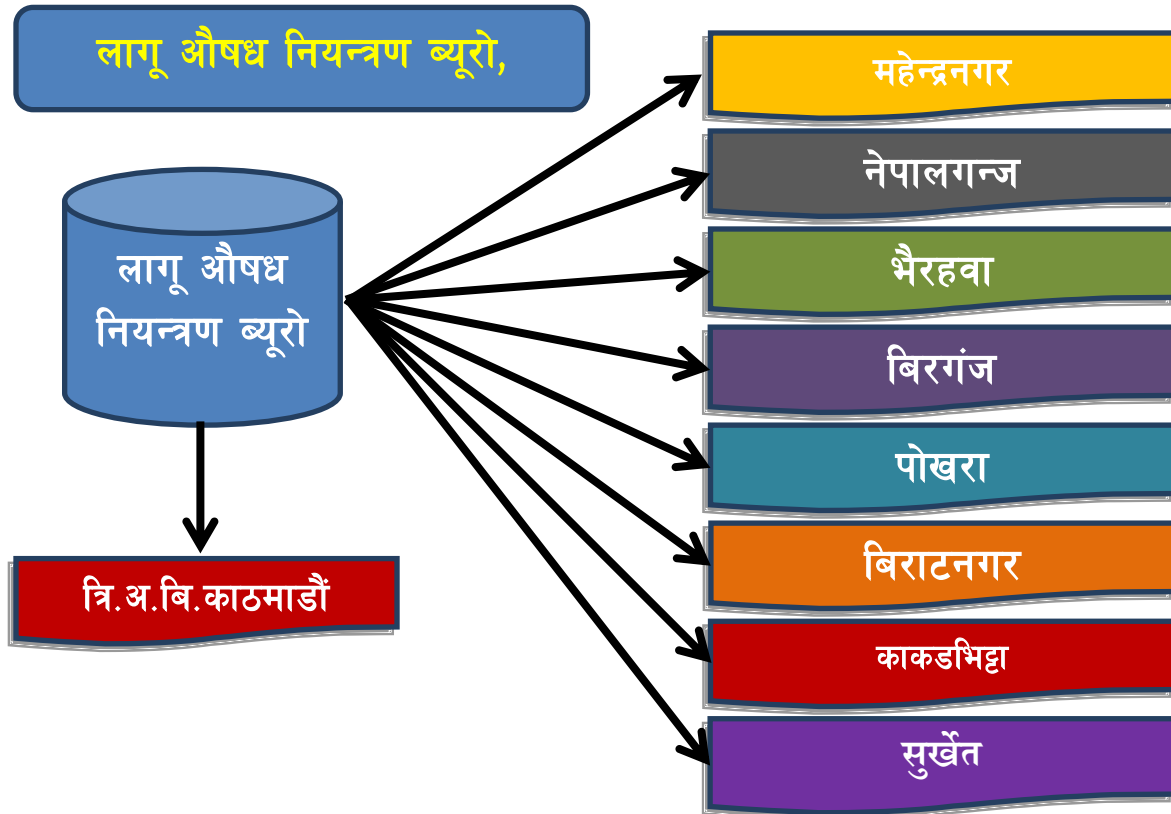 लागू औषध नियन्त्रण ब्यूरो,
लागू औषध
नियन्त्रण ब्यूरो
त्रि.अ.बि.काठमाडौं
महेन्द्रनगर
नेपालगन्ज
भैरहवा
बिरगंज
पोखरा
बिराटनगर
काकडभिट्टा
सुर्खेत